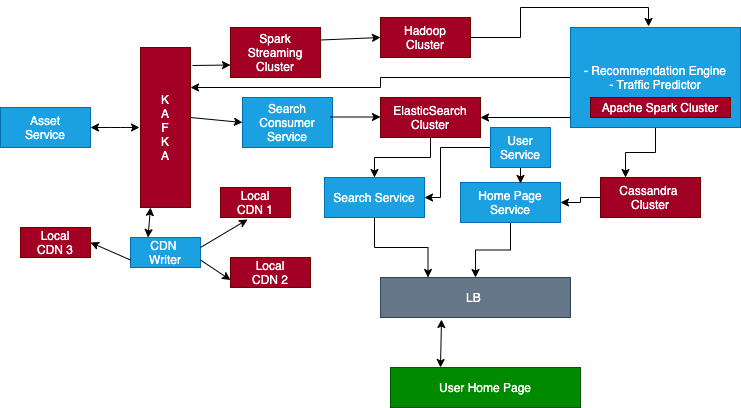 Spark
Streaming
Cluster
Hadoop
Cluster
- Recommendation Engine
- Traffic Predictor
Apache Spark Cluster
K
A
F
K
A
Asset
Service
Search
Consumer
Service
ElasticSearch
Cluster
User
Service
Search Service
Home Page
Service
Cassandra
Cluster
Local
CDN 1
Local
CDN 3
CDN
Writer
Local
CDN 2
LB
User Home Page